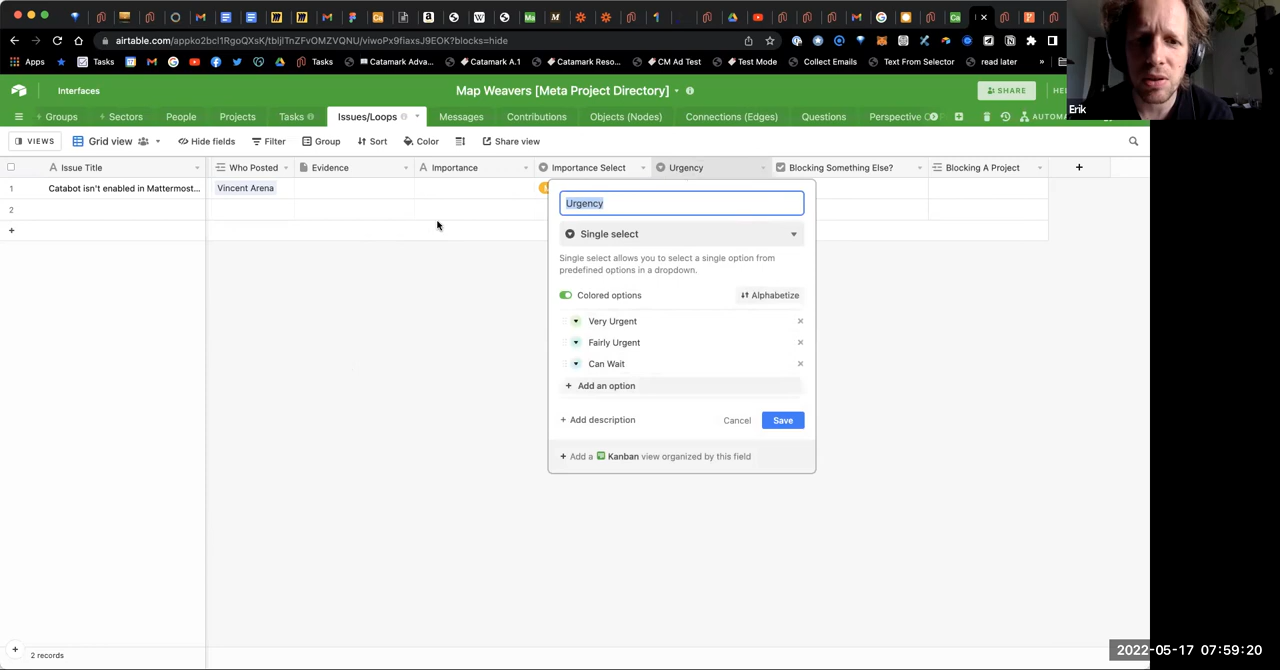 airtable.com/appko2bcl1RgoQXsK/tbljiTnZFvOMZVQNU/viwoPx9fiaxsJ9EOK?blocks=hide
Apps
Tasks
Tasks
Catamark Adva...
Catamark A.1
Catamark Reso...
CM Ad Test
Test Mode
Collect Emails
Text From Selector
read later
»
Erik
Interfaces
Map Weavers [Meta Project Directory]
SHARE
HEL
Groups
Sectors
People
Projects
Tasks
Issues/Loops
Messages
Contributions
Objects (Nodes)
Connections (Edges)
Questions
Perspective C
AUTOMA
VIEWS
Grid view
Hide fields
Filter
Group
Sort
Color
Share view
Issue Title
Who Posted
Evidence
Importance
Importance Select
Urgency
Blocking Something Else?
Blocking A Project
+
1 Catabot isn't enabled in Mattermost... Vincent Arena
2
+
Urgency
Single select
Single select allows you to select a single option from
predefined options in a dropdown.
Colored options
Alphabetize
Very Urgent
Fairly Urgent
Can Wait
+ Add an option
+ Add description
Cancel
Save
+ Add a Kanban view organized by this field
+
2 records
2022-05-17 07:59:20